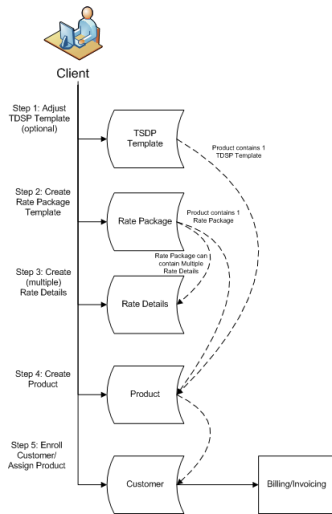 Client
Step 1: Adjust
TDSP Template
(optional)
TSDP
Template
Product contains 1
TDSP Template
Step 2: Create
Rate Package
Template
Rate Package
Product contains 1
Rate Package
Rate Package can
contain Multiple
Rate Details
Step 3: Create
(multiple)
Rate Details
Rate Details
Step 4: Create
Product
Product
Step 5: Enroll
Customer/
Assign Product
Customer
Billing/Invoicing